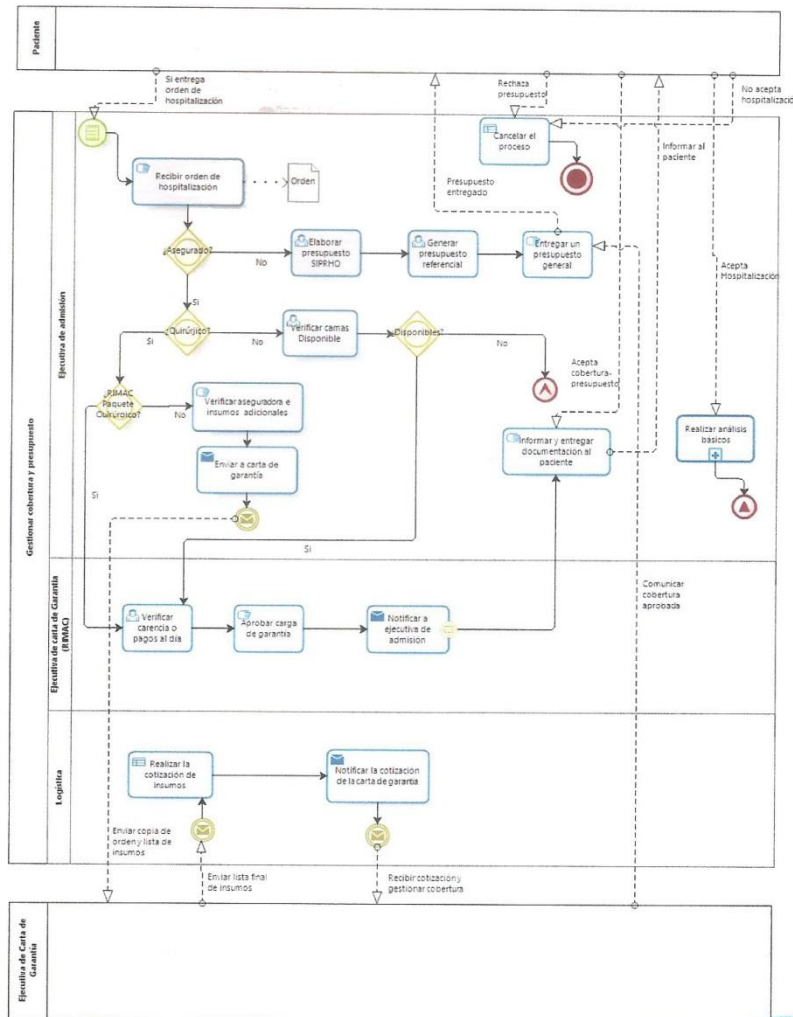 Paciente
Si entrega
orden de
hospitalización
Rechaza
presupuesto
No acepta
hospitalizació
Cancelar el
proceso
Informar al
paciente
Recibir orden de
hospitalización
Orden
Presupuesto
entregado
¿Asegurado?
No
Elaborar
presupuesto
SIPRHO
Generar
presupuesto
referencial
Entregar un
presupuesto
general
Si
Acepta
Hospitalización
¿Quirúrgico?
Si
No
Verificar camas
Disponible
¿Disponibles?
No
Acepta
cobertura-
presupuesto
¿RIMAC
Paquete
Quirúrgico?
No
Verificar aseguradora e
insumos adicionales
Informar y entregar
documentación al
paciente
Realizar análisis
básicos
Enviar a carta de
garantía
Si
Si
Ejecutiva de admisión
Gestionar cobertura y presupuesto
Comunicar
cobertura
aprobada
Ejecutiva de carta de Garantía
(RIMAC)
Verificar
carencia o
pagos al día
Aprobar carga
de garantía
Notificar a
ejecutiva de
admision
Logística
Realizar la
cotización de
insumos
Notificar la cotización
de la carta de garantía
Enviar copia de
orden y lista de
insumos
Enviar lista final
de insumos
Recibir cotización y
gestionar cobertura
Ejecutiva de Carta de
Garantía